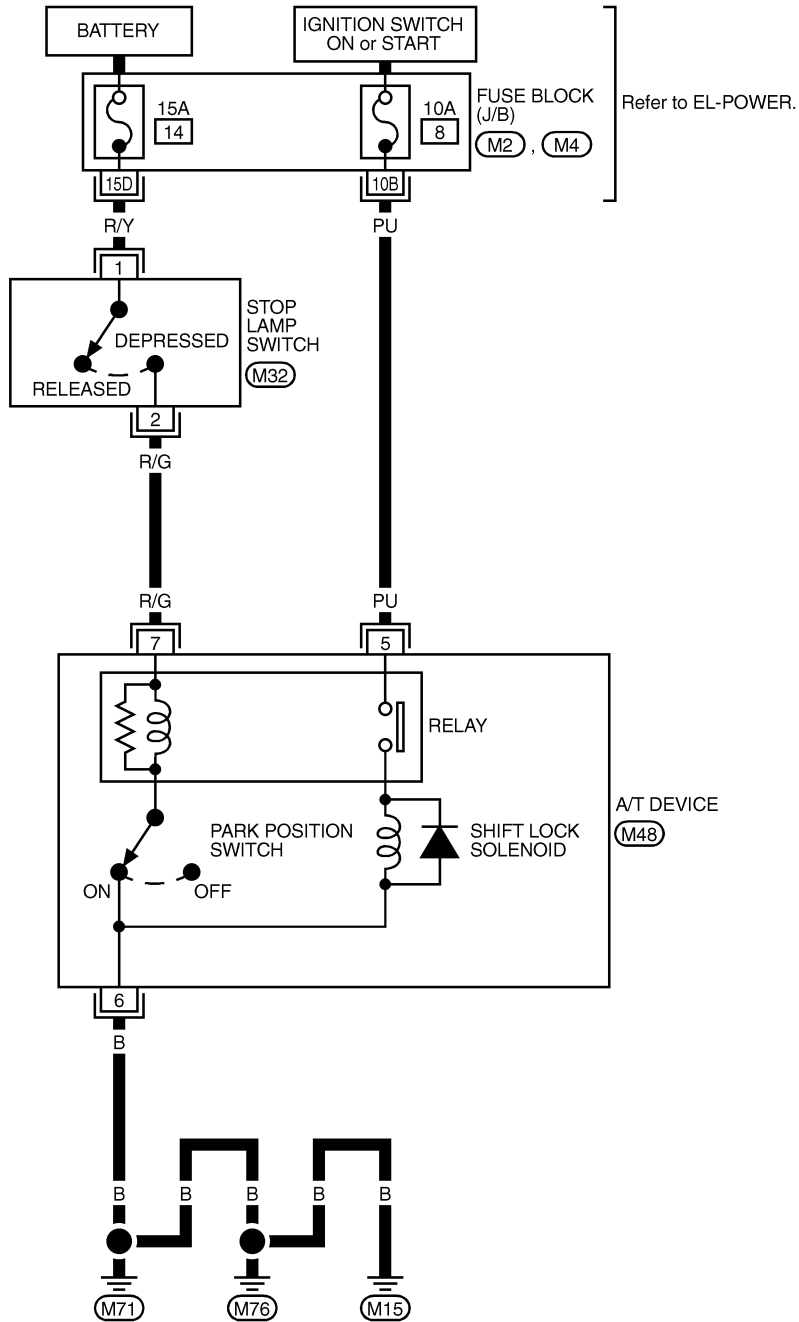 BATTERY
IGNITION SWITCH
ON or START
15A
14
10A
8
FUSE BLOCK
(J/B)
M2 , M4
Refer to EL-POWER.
15D
10B
R/Y
PU
1
STOP
LAMP
SWITCH
M32
DEPRESSED
RELEASED
2
R/G
R/G
PU
7
5
RELAY
A/T DEVICE
M48
PARK POSITION
SWITCH
SHIFT LOCK
SOLENOID
ON
OFF
6
B
B
B
B
B
B
M71
M76
M15